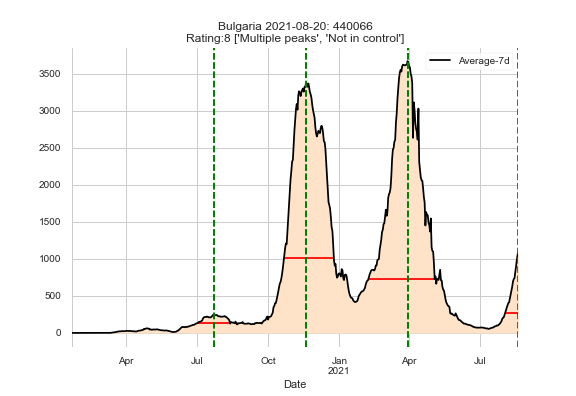 Bulgaria 2021-08-20: 440066
Rating:8 ['Multiple peaks', 'Not in control']
Average-7d
3500
3000
2500
2000
1500
1000
500
0
Apr
Jul
Oct
Jan
2021
Apr
Jul
Date